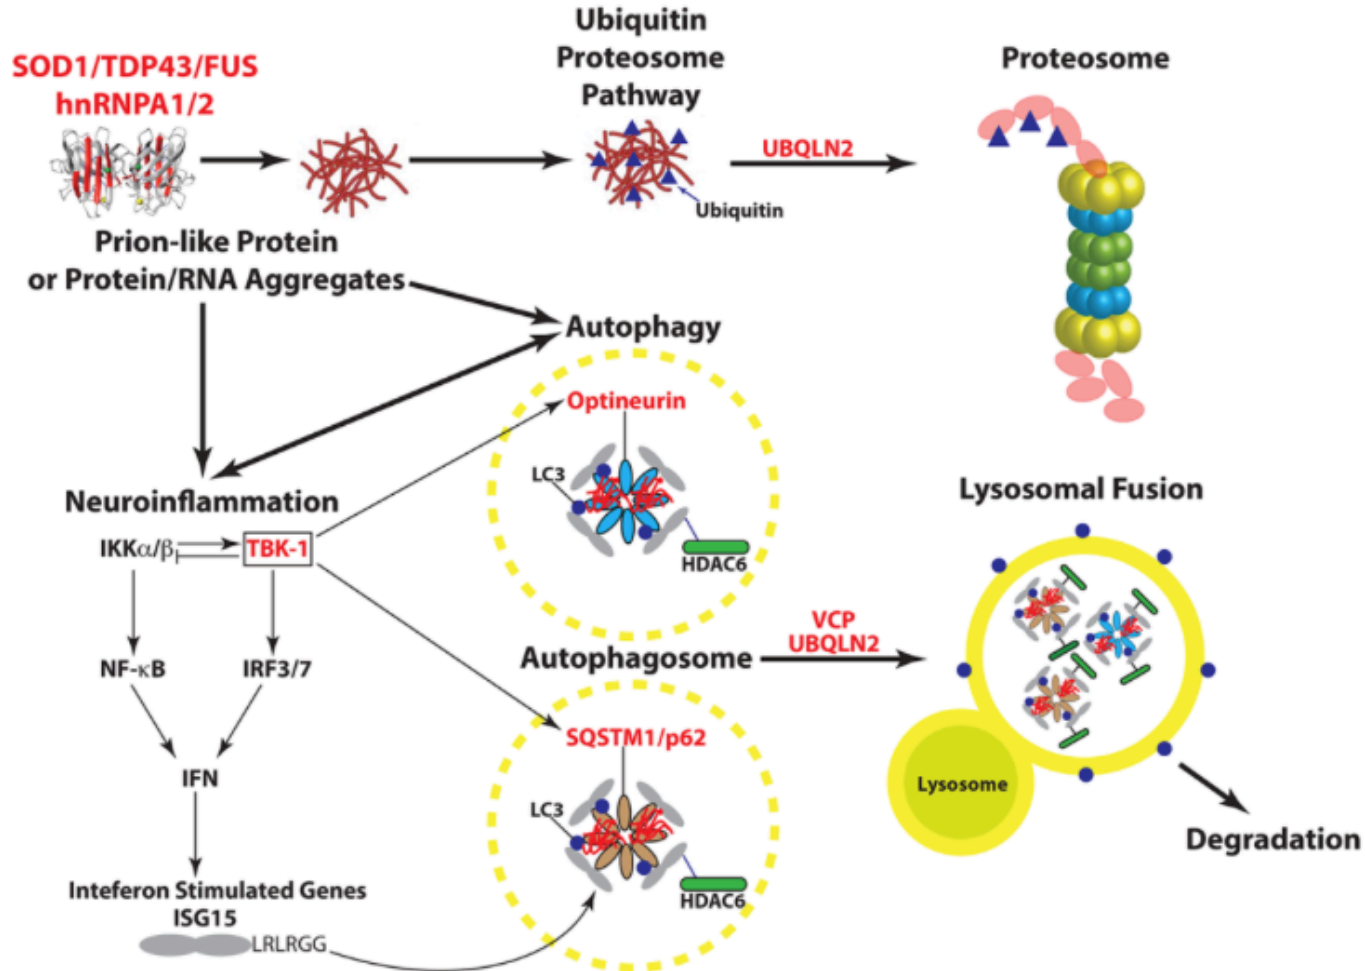 SOD1/TDP43/FUS
hnRNPA1/2
Ubiquitin
Proteosome
Pathway
Proteosome
UBQLN2
Ubiquitin
Prion-like Protein
or Protein/RNA Aggregates
Autophagy
Optineurin
LC3
HDAC6
Neuroinflammation
IKKα/β
TBK-1
NF-κB
IRF3/7
IFN
Inteferon Stimulated Genes
ISG15
LRLRGG
Autophagosome
VCP
UBQLN2
SQSTM1/p62
LC3
HDAC6
Lysosomal Fusion
Lysosome
Degradation